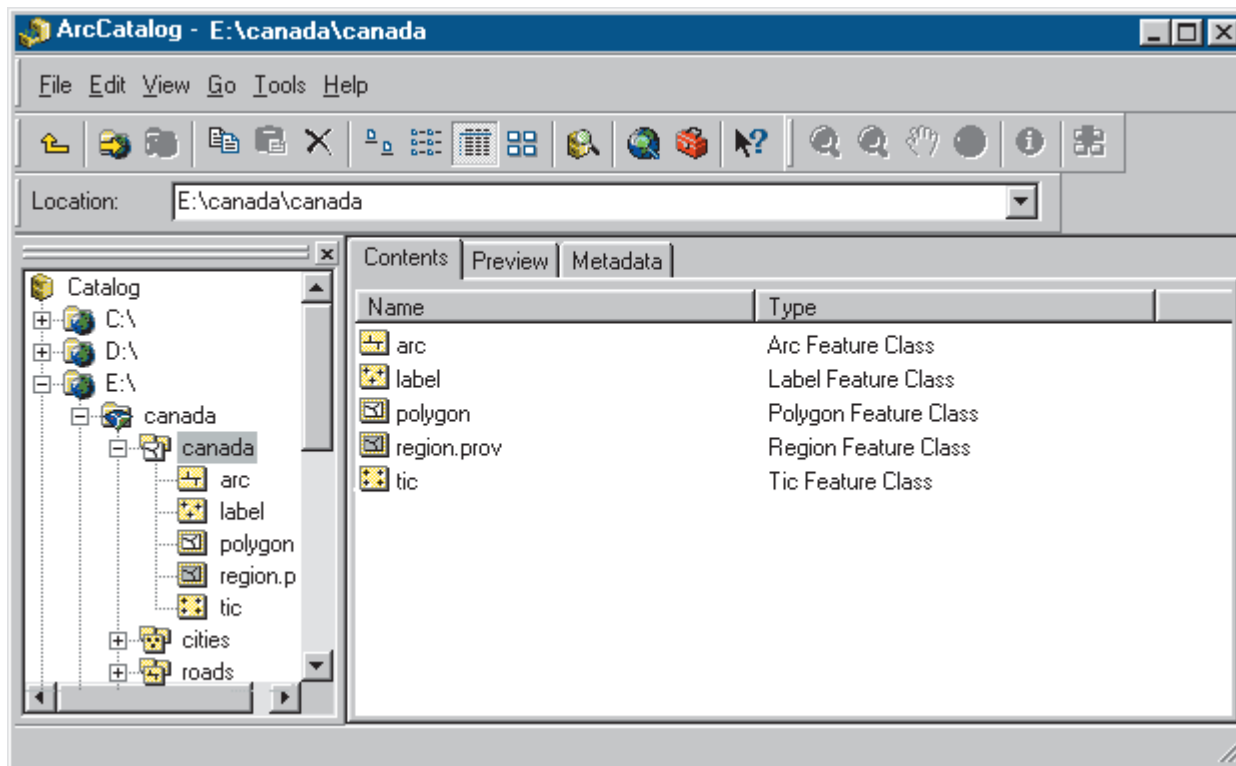 ArcCatalog - E:\canada\canada
File Edit View Go Tools Help
Location: E:\canada\canada
Catalog
C:\
D:\
E:\
canada
canada
arc
label
polygon
region.p
tic
cities
roads
Contents Preview Metadata
Name Type
arc Arc Feature Class
label Label Feature Class
polygon Polygon Feature Class
region.prov Region Feature Class
tic Tic Feature Class